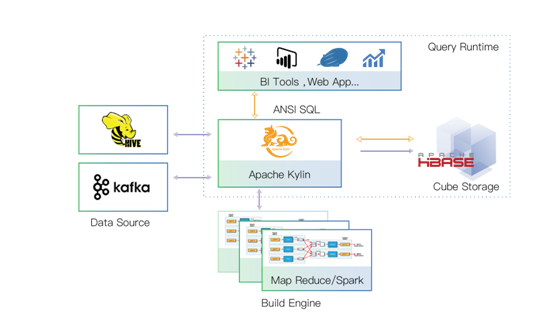 Query Runtime
BI Tools ,Web App...
ANSI SQL
HIVE
Apache Kylin
APACHE
HBASE
Cube Storage
kafka
Data Source
Map Reduce/Spark
Build Engine